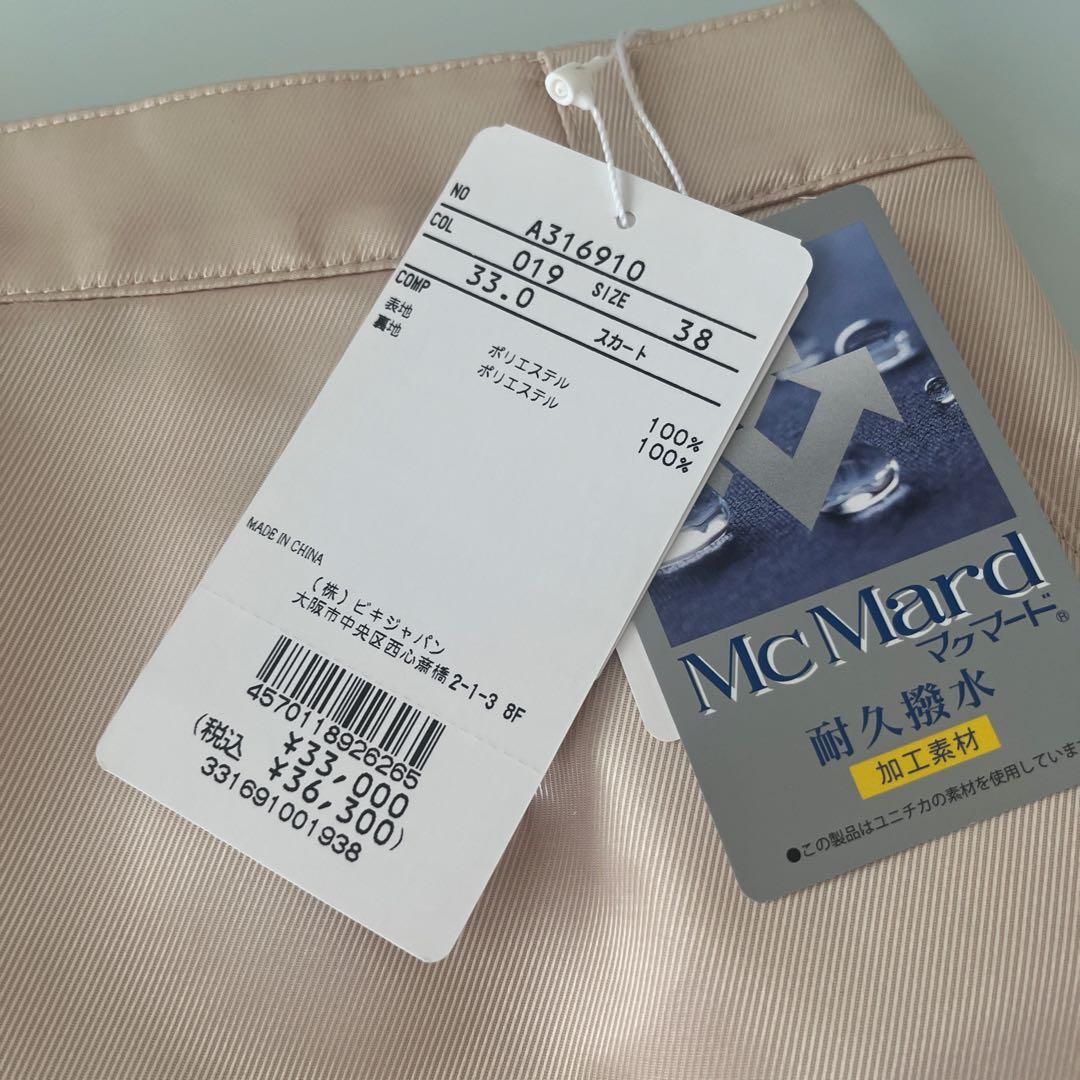 NO A316910
COL 019 SIZE 38
33.0 スカート
COMP
表地 ポリエステル 100%
裏地 ポリエステル 100%
MADE IN CHINA
(株)ピキジャパン
大阪市中央区西心斎橋2-1-3 8F
4570118926265
¥33,000
(税込 ¥36,300)
331691001938
Mc Mard
マクマード®
耐久撥水
加工素材
●この製品はユニチカの素材を使用していま